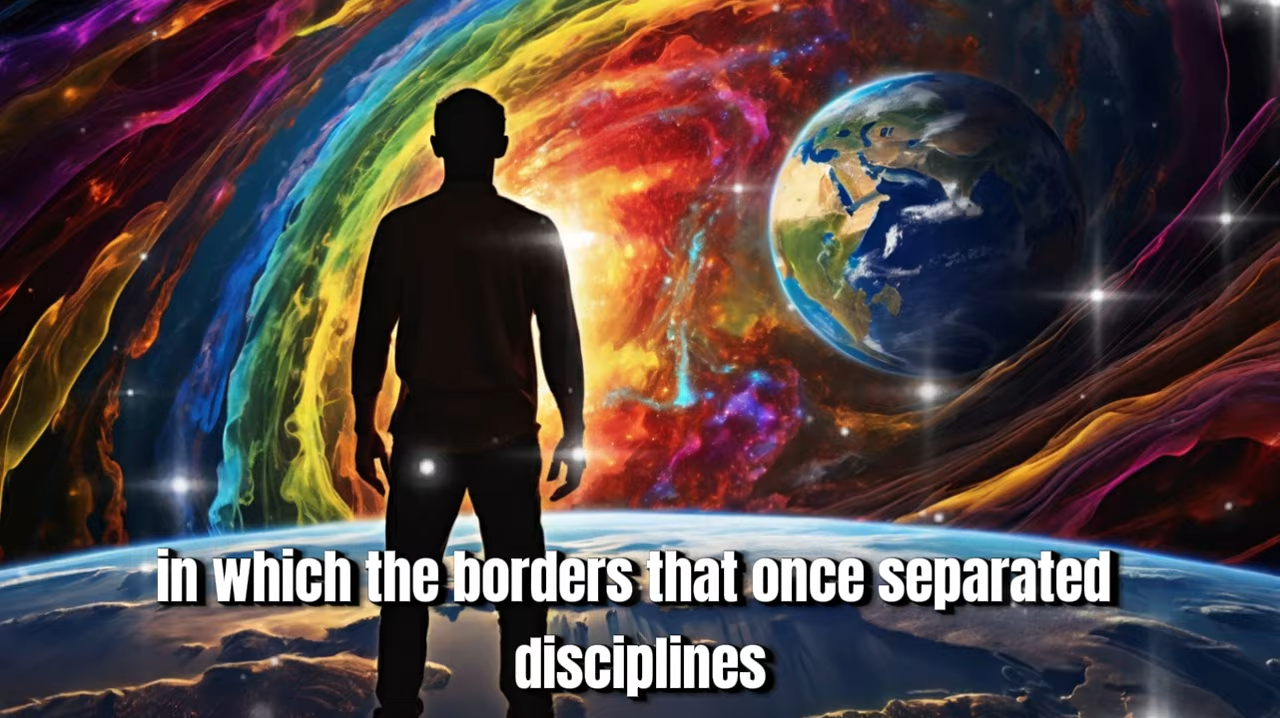 in which the borders that once separated
disciplines